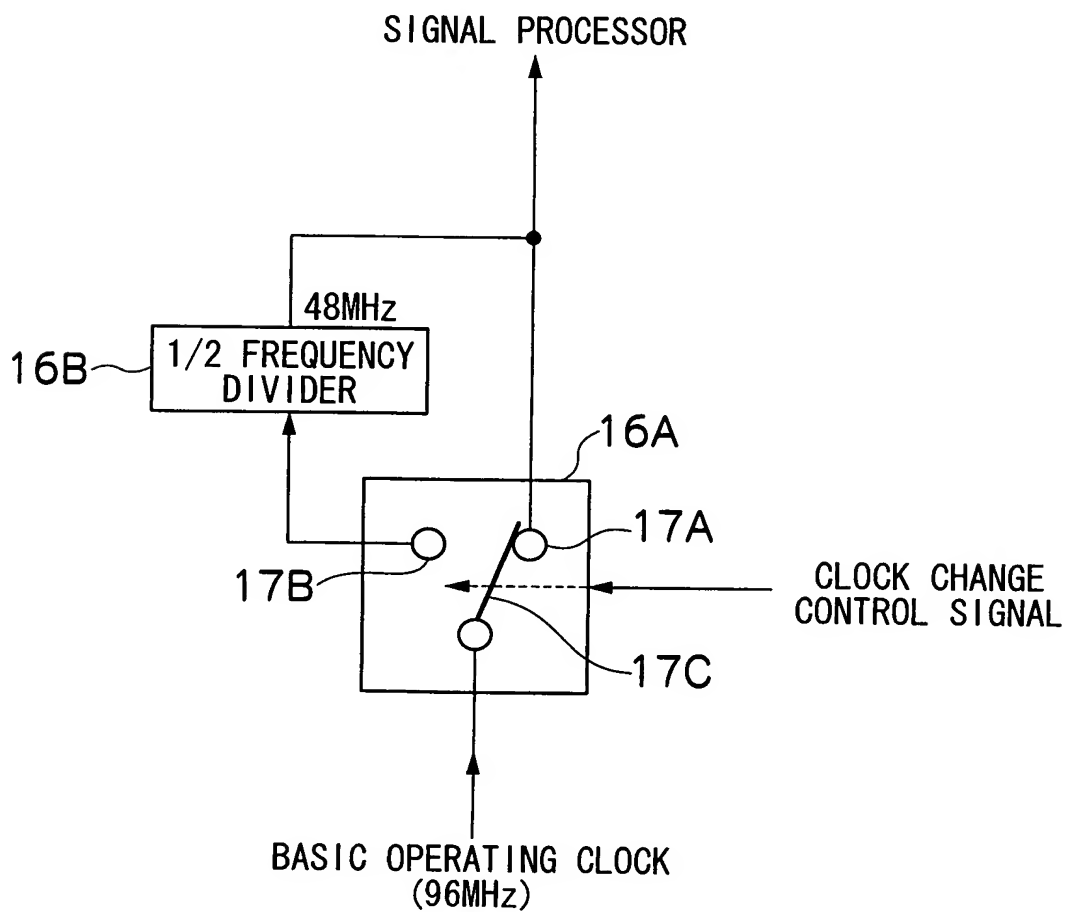 SIGNAL PROCESSOR
48MHz
16B
1/2 FREQUENCY
DIVIDER
16A
17A
17B
CLOCK CHANGE
CONTROL SIGNAL
17C
BASIC OPERATING CLOCK
(96MHz)